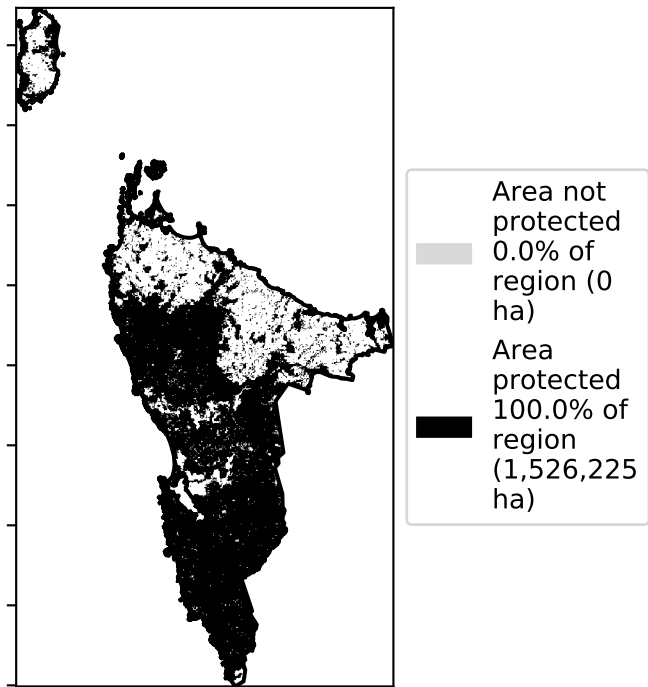 Area not
protected
0.0% of
region (0
ha)
Area
protected
100.0% of
region
(1,526,225
ha)